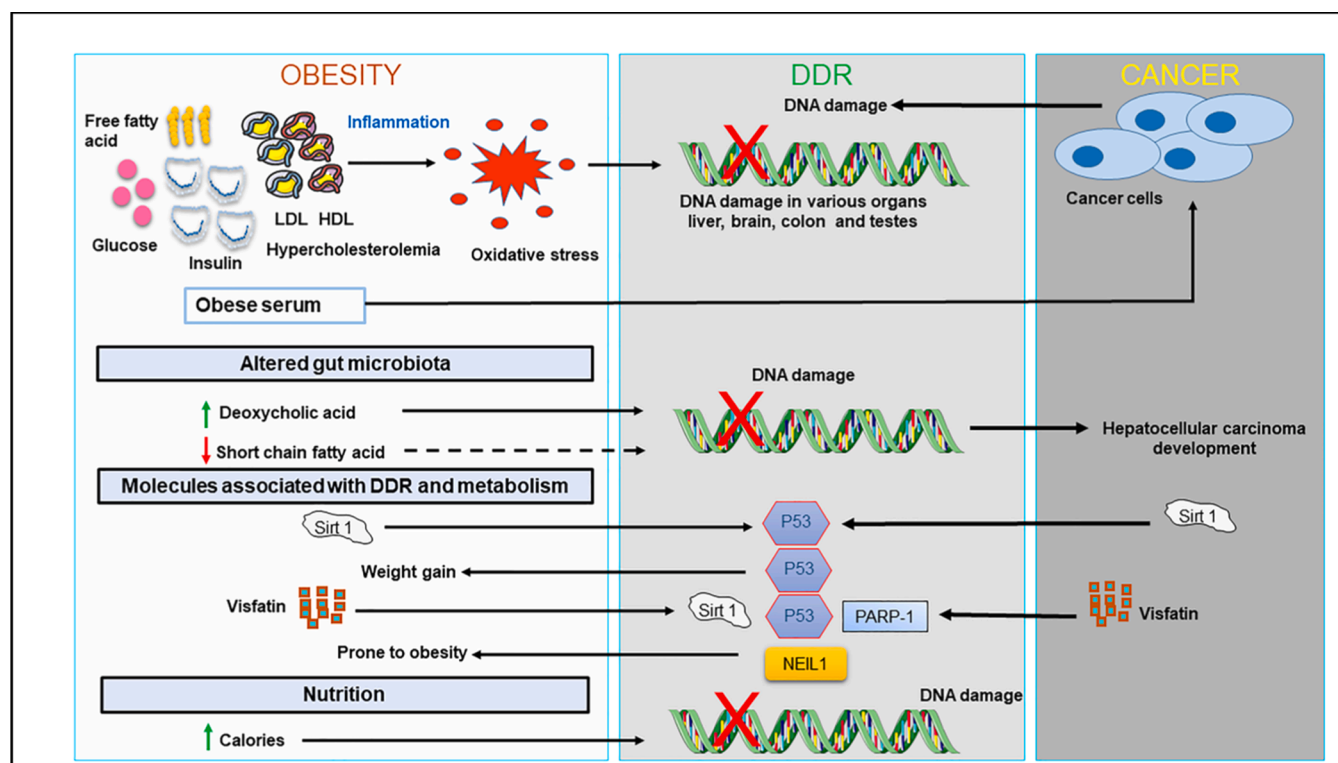 OBESITY
DDR
CANCER
Free fatty
acid
Inflammation
DNA damage
Glucose
Insulin
LDL HDL
Hypercholesterolemia
Oxidative stress
DNA damage in various organs
liver, brain, colon and testes
Cancer cells
Obese serum
Altered gut microbiota
DNA damage
Deoxycholic acid
Short chain fatty acid
Hepatocellular carcinoma
development
Molecules associated with DDR and metabolism
Sirt 1
P53
Sirt 1
Weight gain
P53
Visfatin
Sirt 1
P53
PARP-1
Visfatin
Prone to obesity
NEIL1
Nutrition
DNA damage
Calories